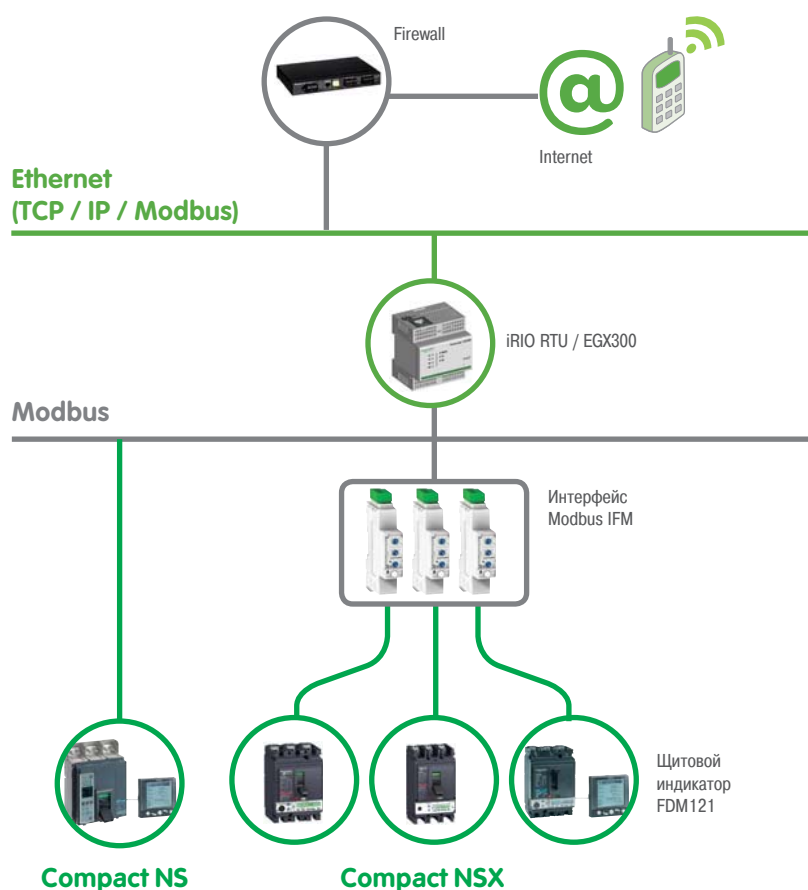 Firewall
@
Internet
Ethernet
(TCP / IP / Modbus)
iRIO RTU / EGX300
Modbus
Интерфейс
Modbus IFM
Щитовой
индикатор
FDM121
Compact NS
Compact NSX